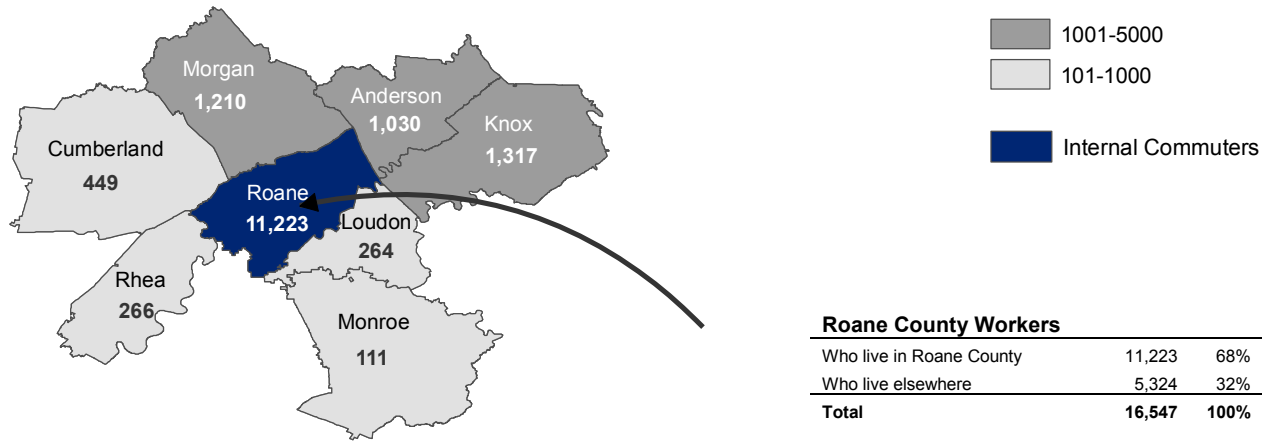 Morgan
1,210
Anderson
1,030
Knox
1,317
Cumberland
449
Roane
11,223
Loudon
264
Rhea
266
Monroe
111
1001-5000
101-1000
Internal Commuters
Roane County Workers
Who live in Roane County 11,223 68%
Who live elsewhere 5,324 32%
Total 16,547 100%